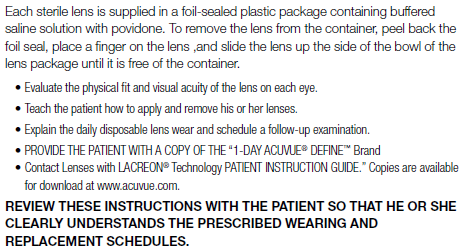 Each sterile lens is supplied in a foil-sealed plastic package containing buffered
saline solution with povidone. To remove the lens from the container, peel back the
foil seal, place a finger on the lens ,and slide the lens up the side of the bowl of the
lens package until it is free of the container.
• Evaluate the physical fit and visual acuity of the lens on each eye.
• Teach the patient how to apply and remove his or her lenses.
• Explain the daily disposable lens wear and schedule a follow-up examination.
• PROVIDE THE PATIENT WITH A COPY OF THE “1-DAY ACUVUE® DEFINE™ Brand
• Contact Lenses with LACREON® Technology PATIENT INSTRUCTION GUIDE.” Copies are available
for download at www.acuvue.com.
REVIEW THESE INSTRUCTIONS WITH THE PATIENT SO THAT HE OR SHE
CLEARLY UNDERSTANDS THE PRESCRIBED WEARING AND
REPLACEMENT SCHEDULES.